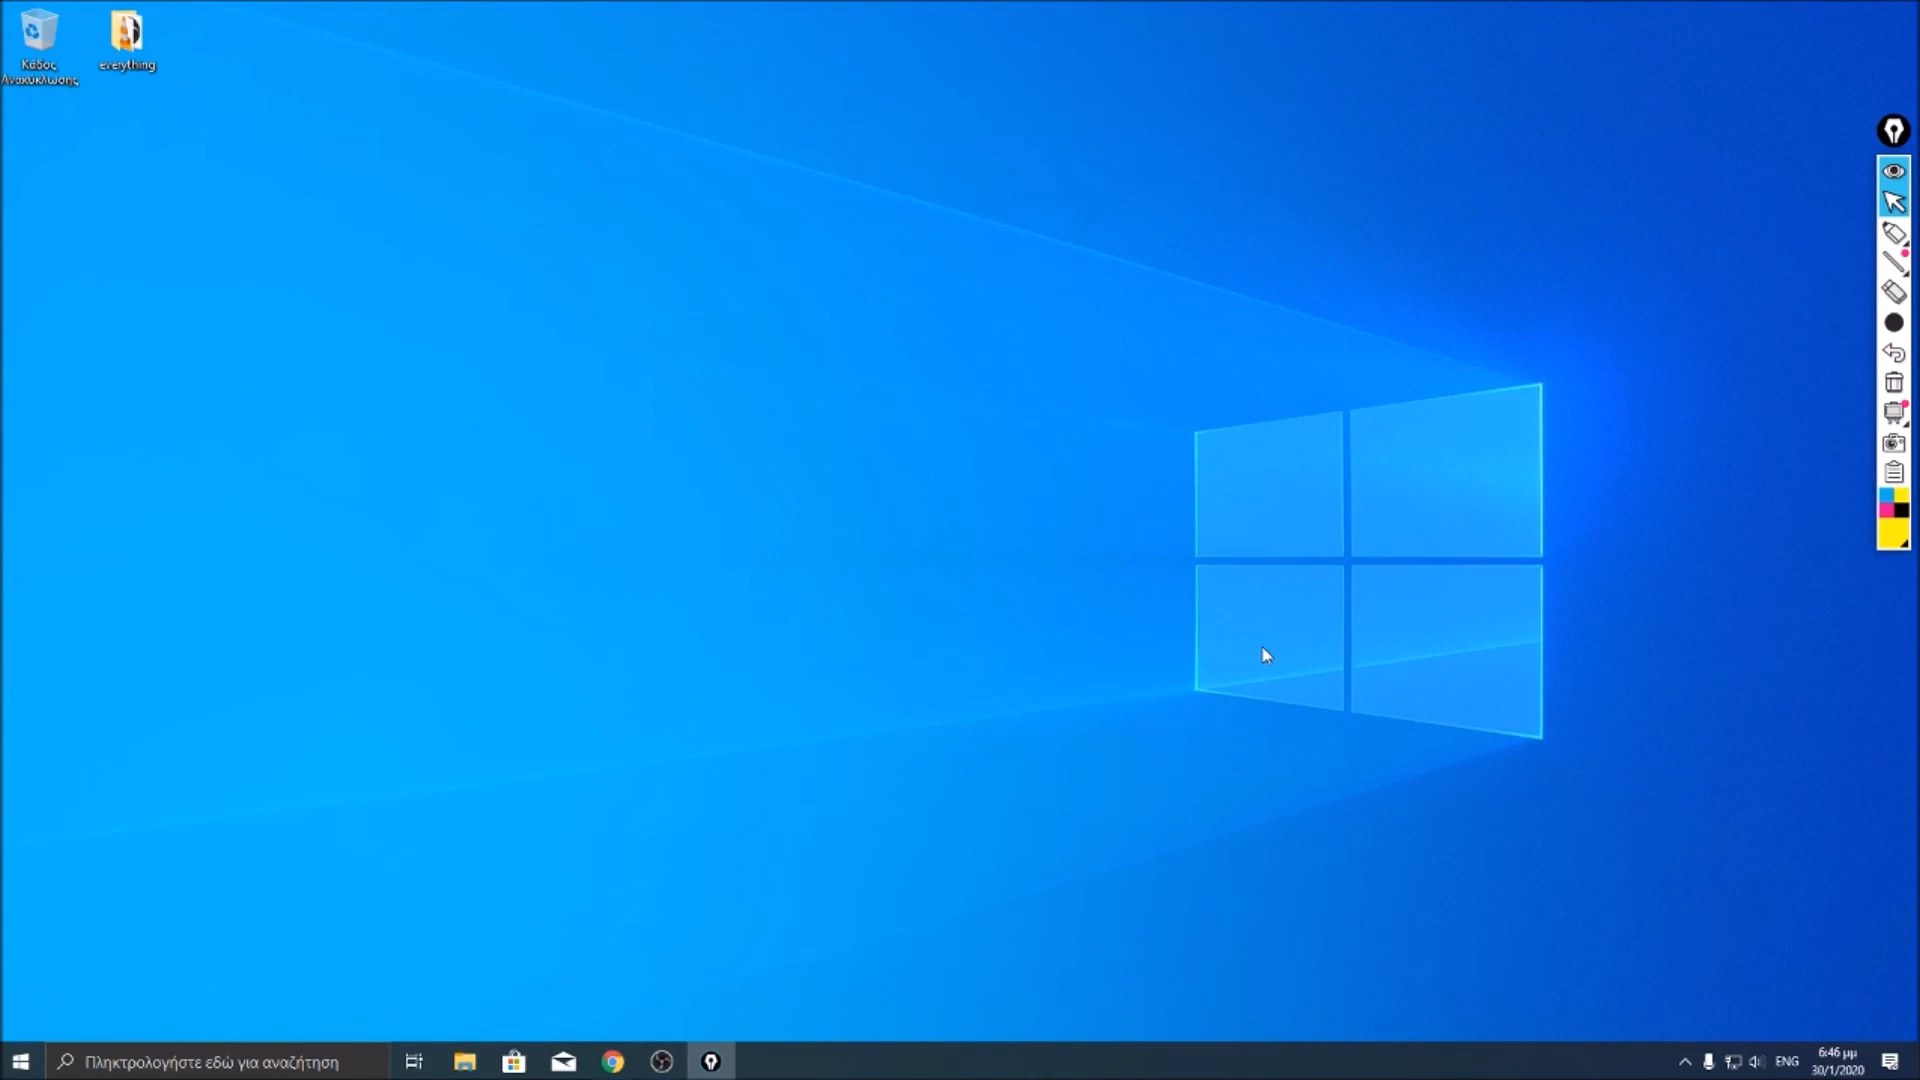 Κάδος
Ανακύκλωσης
everything
Πληκτρολογήστε εδώ για αναζήτηση
ENG
6:46 μμ
30/1/2020